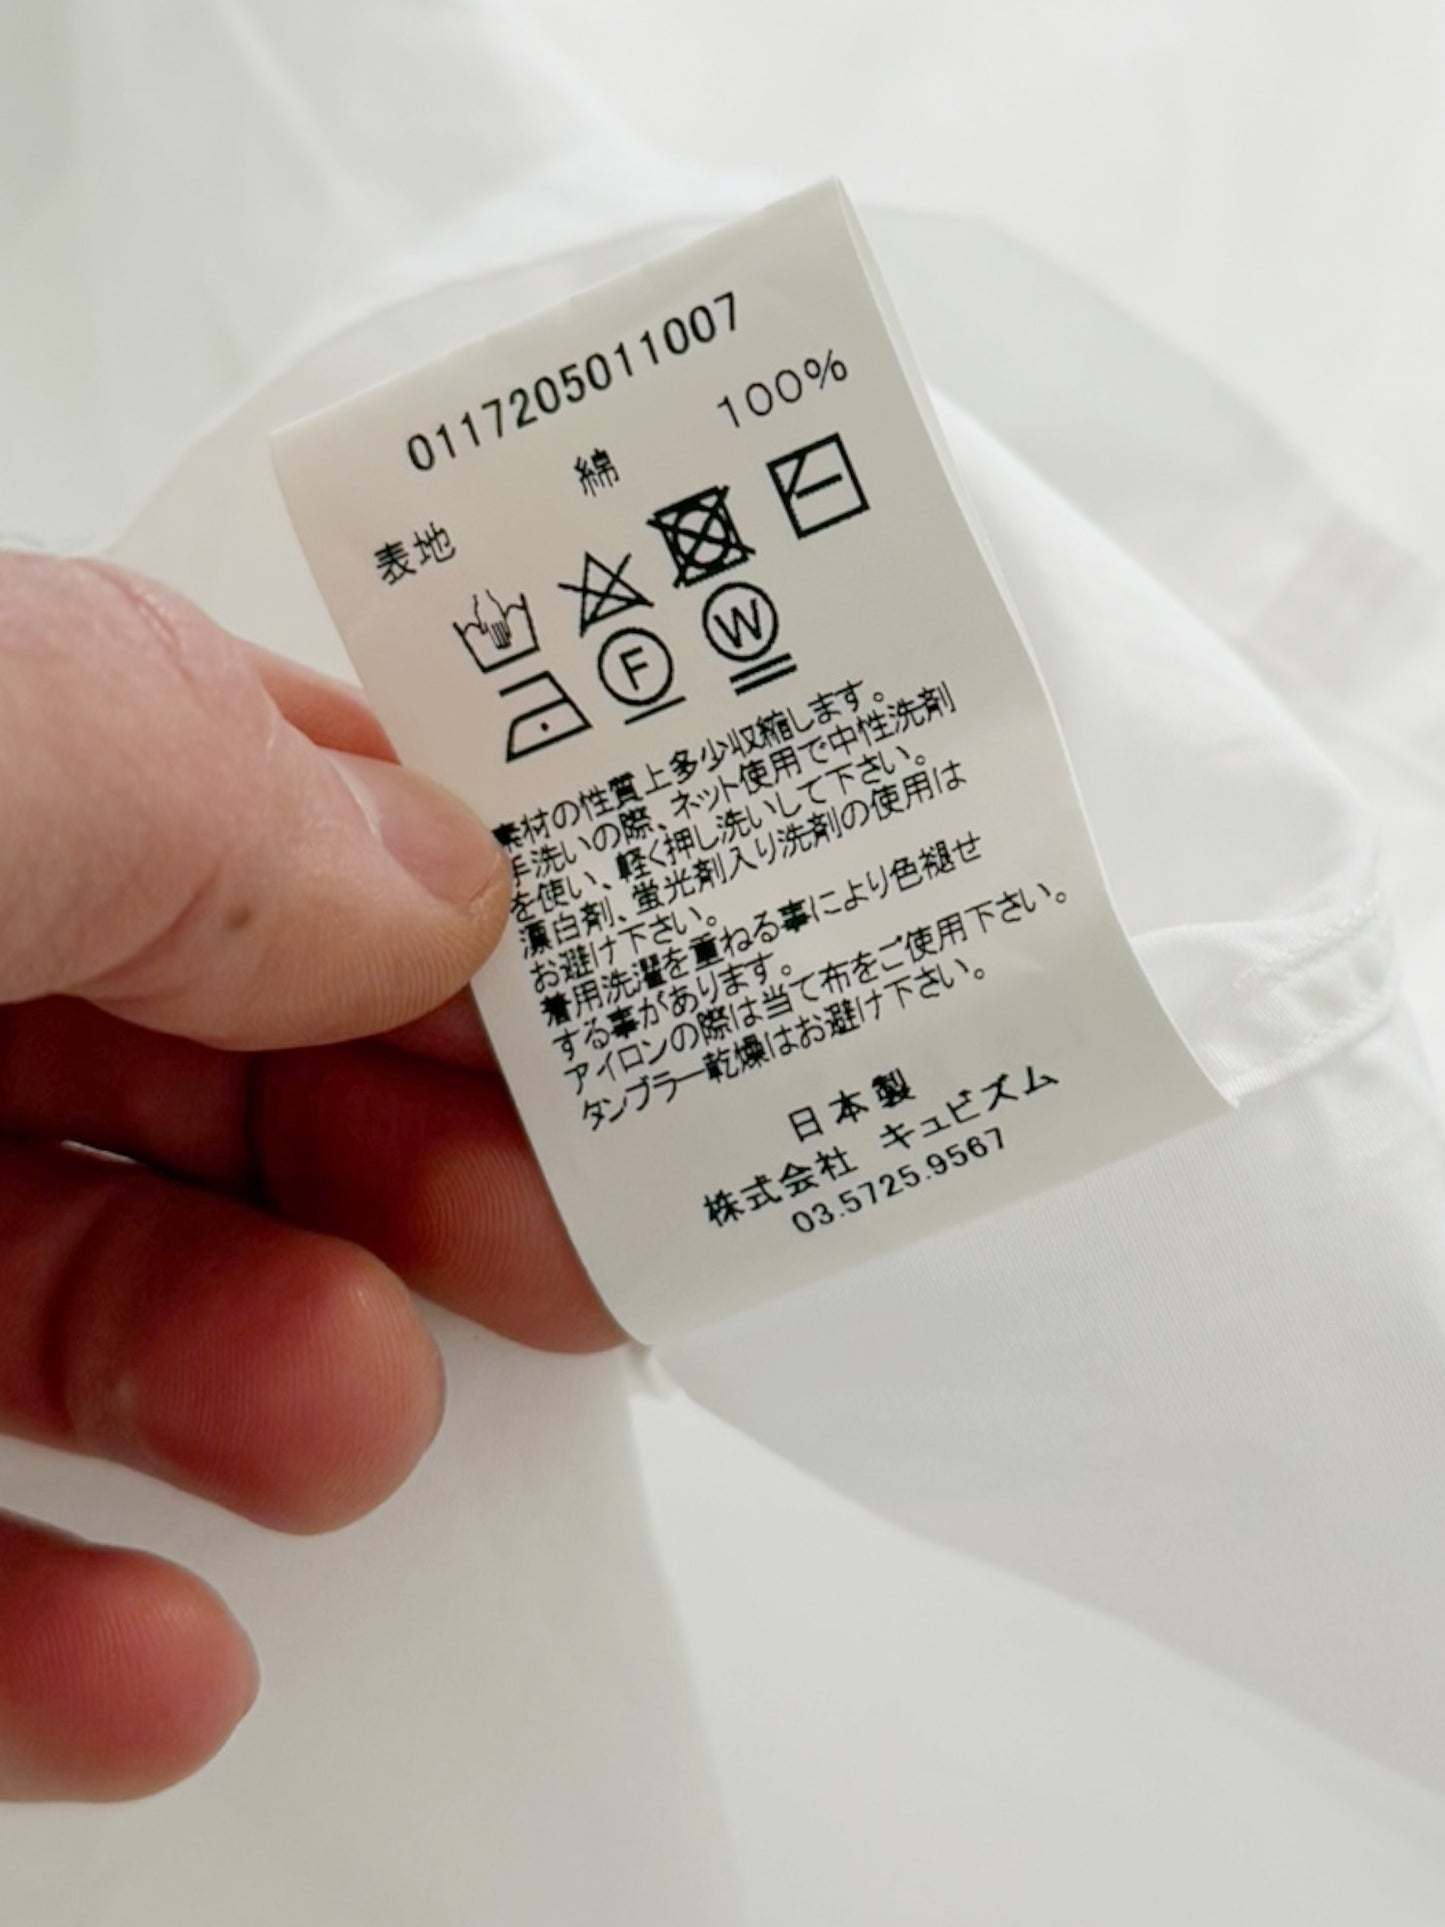 0117205011007
表地 綿 100%
F W
素材の性質上多少収縮します。
手洗いの際、ネット使用で中性洗剤
を使い、軽く押し洗いして下さい。
漂白剤、蛍光剤入り洗剤の使用は
お避け下さい。
着用洗濯を重ねる事により色褪せ
する事があります。
アイロンの際は当て布をご使用下さい。
タンブラー乾燥はお避け下さい。
日本製
株式会社 キュビズム
03.5725.9567